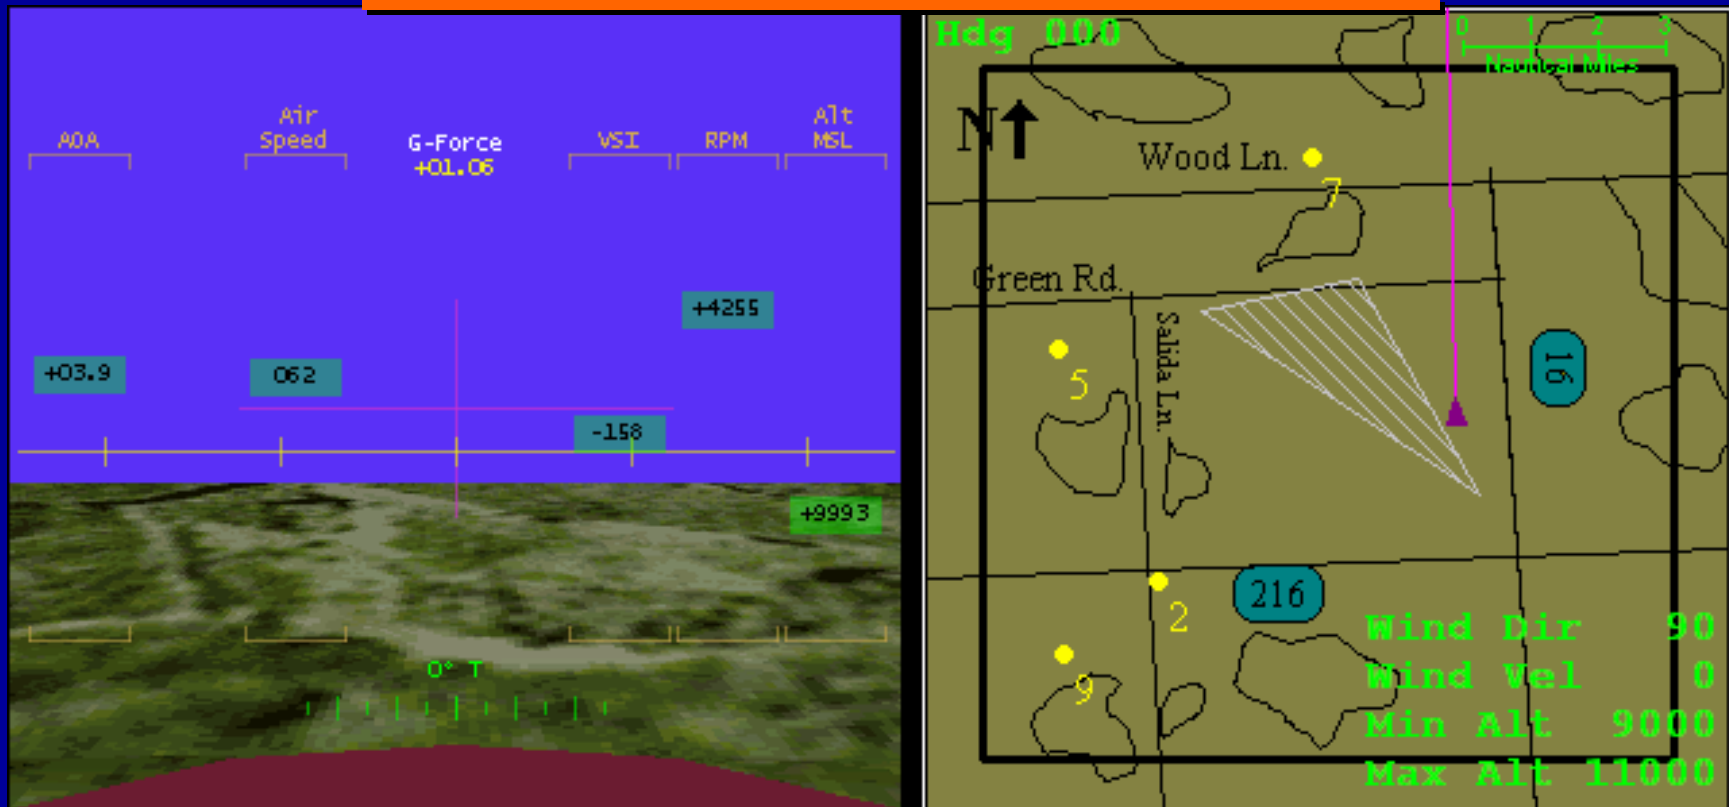 AOA
Air
Speed
G-Force
+01.06
VSI
RPM
Alt
MSL
+4255
+03.9
062
-158
+9993
0° T
Hdg 000
0 1 2 3
Nautical Miles
N
Wood Ln.
7
Green Rd.
Salida Ln.
5
16
2
216
9
Wind Dir 90
Wind Vel 0
Min Alt 9000
Max Alt 11000